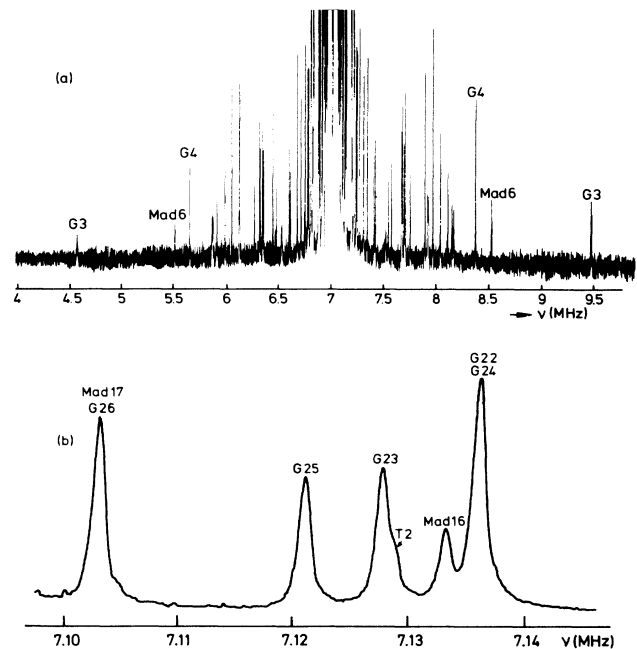 (a)
G4
G4
Mad6
G3
Mad6
G3
4 4.5 5 5.5 6 6.5 7 7.5 8 8.5 9 9.5
→ ν (MHz)
G22
G24
Mad17
G26
(b)
G25
G23
T2
Mad16
7.10 7.11 7.12 7.13 7.14 ν (MHz)